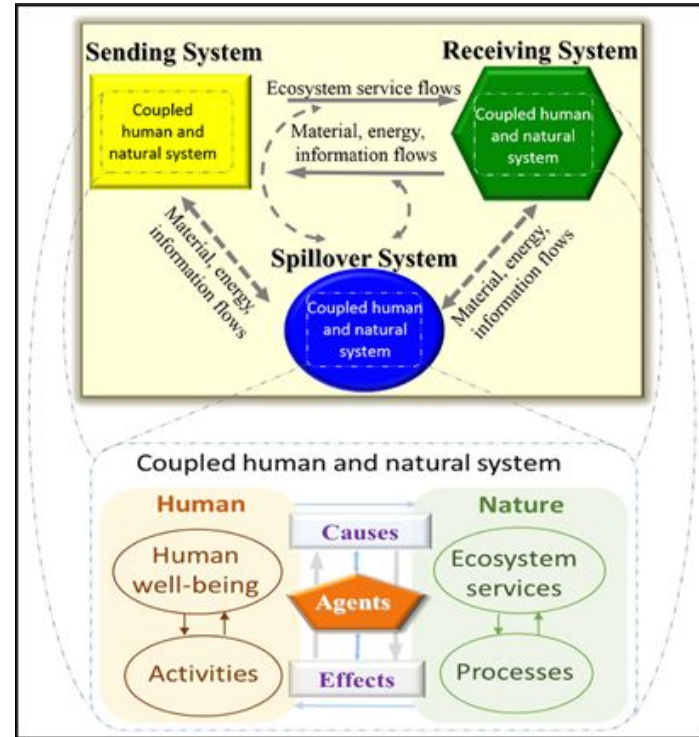 Sending System
Receiving System
Coupled
human and
natural system
Ecosystem service flows
Material, energy,
information flows
Coupled human
and natural
system
Material, energy,
information flows
Spillover System
Coupled human
and natural
system
Material, energy,
information flows
Coupled human and natural system
Human
Causes
Nature
Human
well-being
Agents
Ecosystem
services
Activities
Effects
Processes